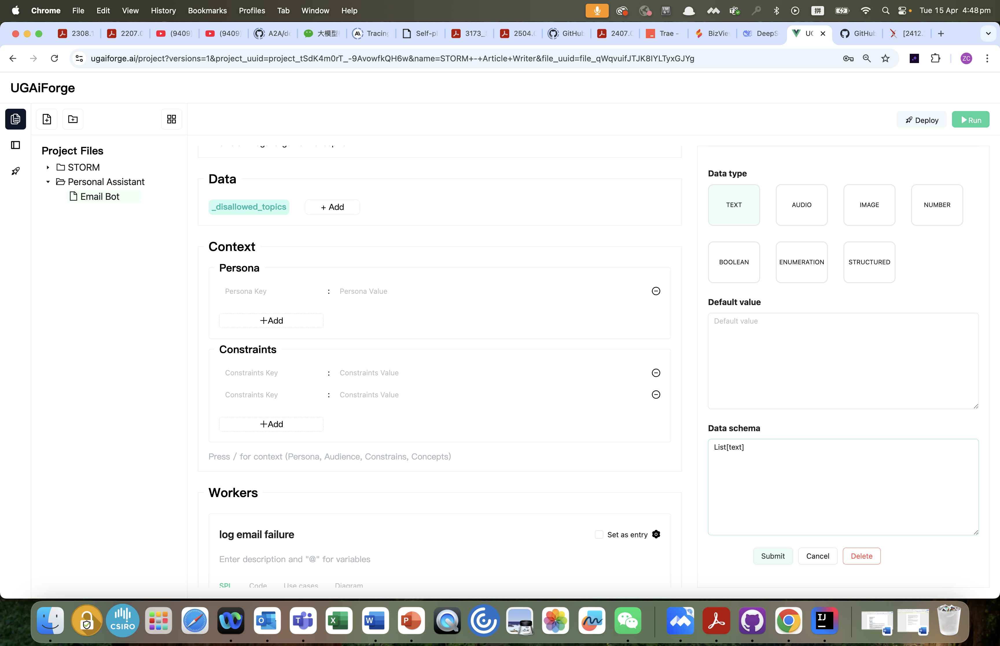 Chrome File Edit View History Bookmarks Profiles Tab Window Help
Tue 15 Apr 4:48 pm
2308.1 2207.0 (9409) (9409) A2A/de 大模型 Tracing Self-pl 3173_ 2504.0 GitHub 2407.0 Trae - BizView DeepS UG GitHub [2412.
ugaiforge.ai/project?versions=1&project_uuid=project_tSdK4m0rT_-9AvowfkQH6w&name=STORM+-+Article+Writer&file_uuid=file_qWqvuifJTJK8IYLTyxGJYg
ZC
UGAiForge
Deploy
Run
Project Files
STORM
Personal Assistant
Email Bot
Data
_disallowed_topics
+ Add
Context
Persona
Persona Key : Persona Value
+Add
Constraints
Constraints Key : Constraints Value
Constraints Key : Constraints Value
+Add
Press / for context (Persona, Audience, Constrains, Concepts)
Workers
log email failure
Set as entry
Enter description and "@" for variables
SPL Code Use cases Diagram
Data type
TEXT AUDIO IMAGE NUMBER
BOOLEAN ENUMERATION STRUCTURED
Default value
Default value
Data schema
List[text]
Submit Cancel Delete
CSIRO